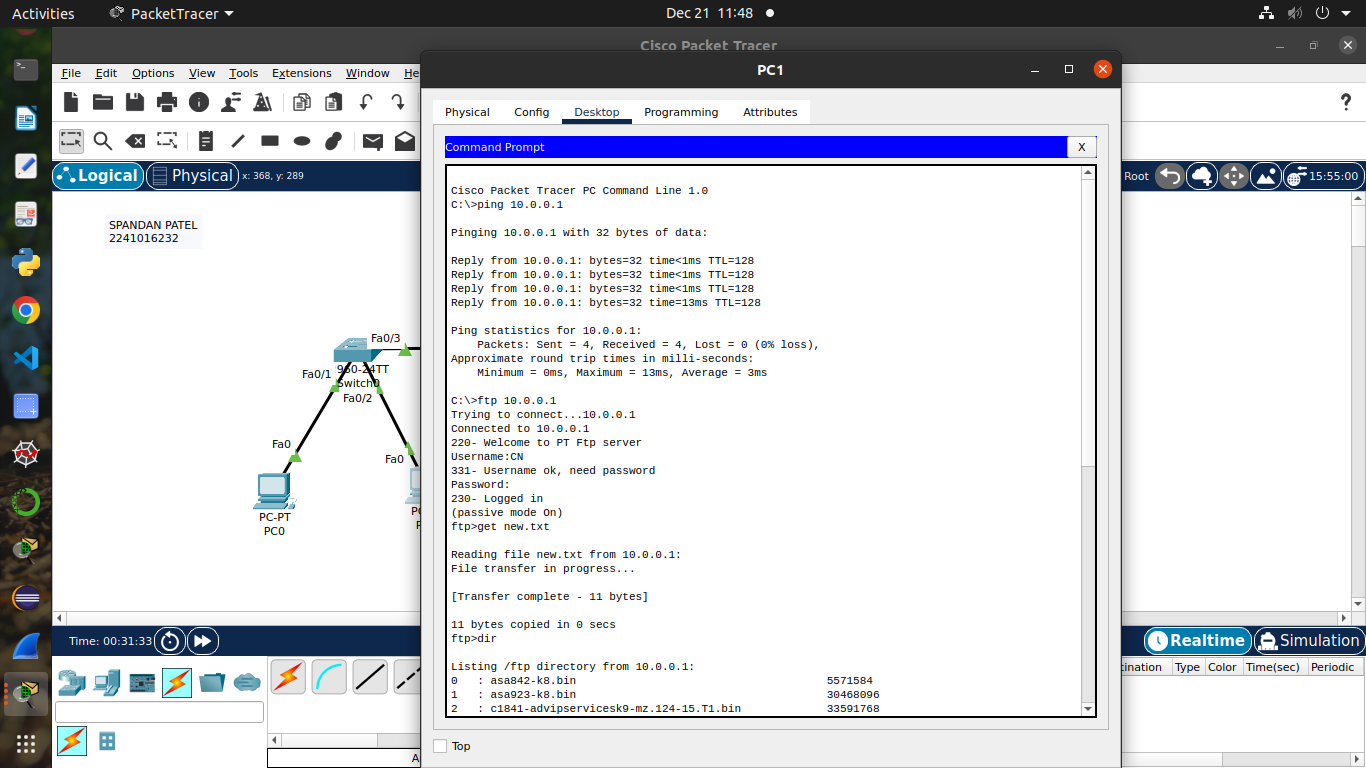 Activities PacketTracer Dec 21 11:48
Cisco Packet Tracer
File Edit Options View Tools Extensions Window He
PC1
Physical Config Desktop Programming Attributes
Command Prompt X
Logical Physical x: 368, y: 289 Root 15:55:00
SPANDAN PATEL
2241016232
Fa0/3
960-24TT
Fa0/1
Switch0
Fa0/2
Fa0
Fa0
PC-PT
PC0
Cisco Packet Tracer PC Command Line 1.0
C:\>ping 10.0.0.1
Pinging 10.0.0.1 with 32 bytes of data:
Reply from 10.0.0.1: bytes=32 time<1ms TTL=128
Reply from 10.0.0.1: bytes=32 time<1ms TTL=128
Reply from 10.0.0.1: bytes=32 time<1ms TTL=128
Reply from 10.0.0.1: bytes=32 time=13ms TTL=128
Ping statistics for 10.0.0.1:
Packets: Sent = 4, Received = 4, Lost = 0 (0% loss),
Approximate round trip times in milli-seconds:
Minimum = 0ms, Maximum = 13ms, Average = 3ms
C:\>ftp 10.0.0.1
Trying to connect...10.0.0.1
Connected to 10.0.0.1
220- Welcome to PT Ftp server
Username:CN
331- Username ok, need password
Password:
230- Logged in
(passive mode On)
ftp>get new.txt
Reading file new.txt from 10.0.0.1:
File transfer in progress...
[Transfer complete - 11 bytes]
11 bytes copied in 0 secs
ftp>dir
Listing /ftp directory from 10.0.0.1:
0 : asa842-k8.bin 5571584
1 : asa923-k8.bin 30468096
2 : c1841-advipservicesk9-mz.124-15.T1.bin 33591768
Top
Time: 00:31:33 Realtime Simulation
tination Type Color Time(sec) Periodic
A